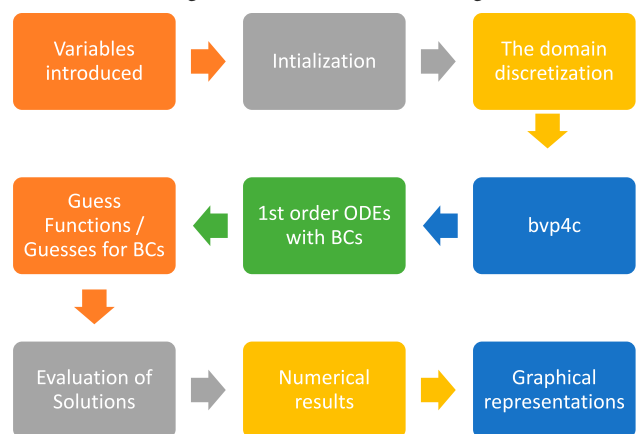 Variables
introduced
Intialization
The domain
discretization
bvp4c
1st order ODEs
with BCs
Guess
Functions /
Guesses for BCs
Evaluation of
Solutions
Numerical
results
Graphical
representations